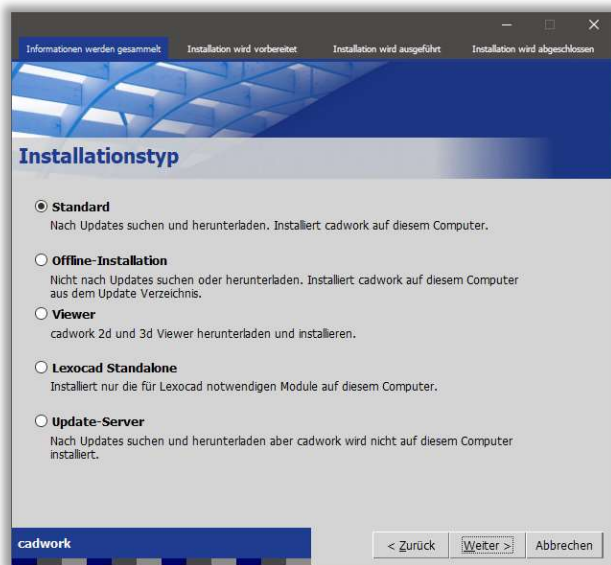 Informationen werden gesammelt Installation wird vorbereitet Installation wird ausgeführt Installation wird abgeschlossen
Installationstyp
Standard
Nach Updates suchen und herunterladen. Installiert cadwork auf diesem Computer.
Offline-Installation
Nicht nach Updates suchen oder herunterladen. Installiert cadwork auf diesem Computer
aus dem Update Verzeichnis.
Viewer
cadwork 2d und 3d Viewer herunterladen und installieren.
Lexocad Standalone
Installiert nur die für Lexocad notwendigen Module auf diesem Computer.
Update-Server
Nach Updates suchen und herunterladen aber cadwork wird nicht auf diesem Computer
installiert.
cadwork < Zurück Weiter > Abbrechen